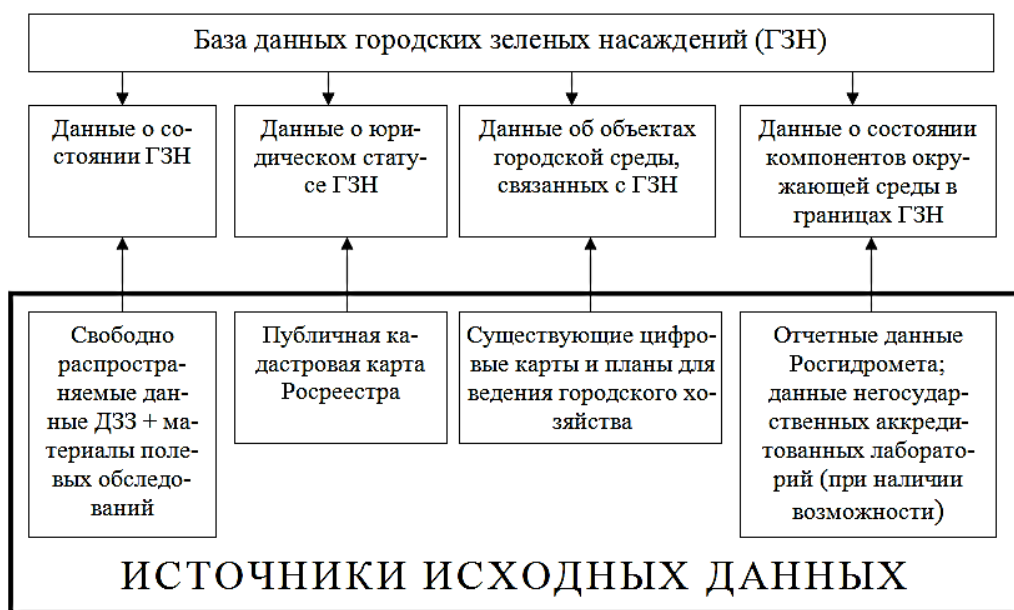 База данных городских зеленых насаждений (ГЗН)
Данные о со-
стоянии ГЗН
Данные о юри-
дическом стату-
се ГЗН
Данные об объектах
городской среды,
связанных с ГЗН
Данные о состоянии
компонентов окру-
жающей среды в
границах ГЗН
Свободно
распростра-
няемые дан-
ные ДЗЗ + ма-
териалы поле-
вых обследо-
ваний
Публичная ка-
дастровая карта
Росреестра
Существующие цифро-
вые карты и планы для
ведения городского хо-
зяйства
Отчетные данные
Росгидромета;
данные негосудар-
ственных аккреди-
тованных лаборато-
рий (при наличии
возможности)
ИСТОЧНИКИ ИСХОДНЫХ ДАННЫХ